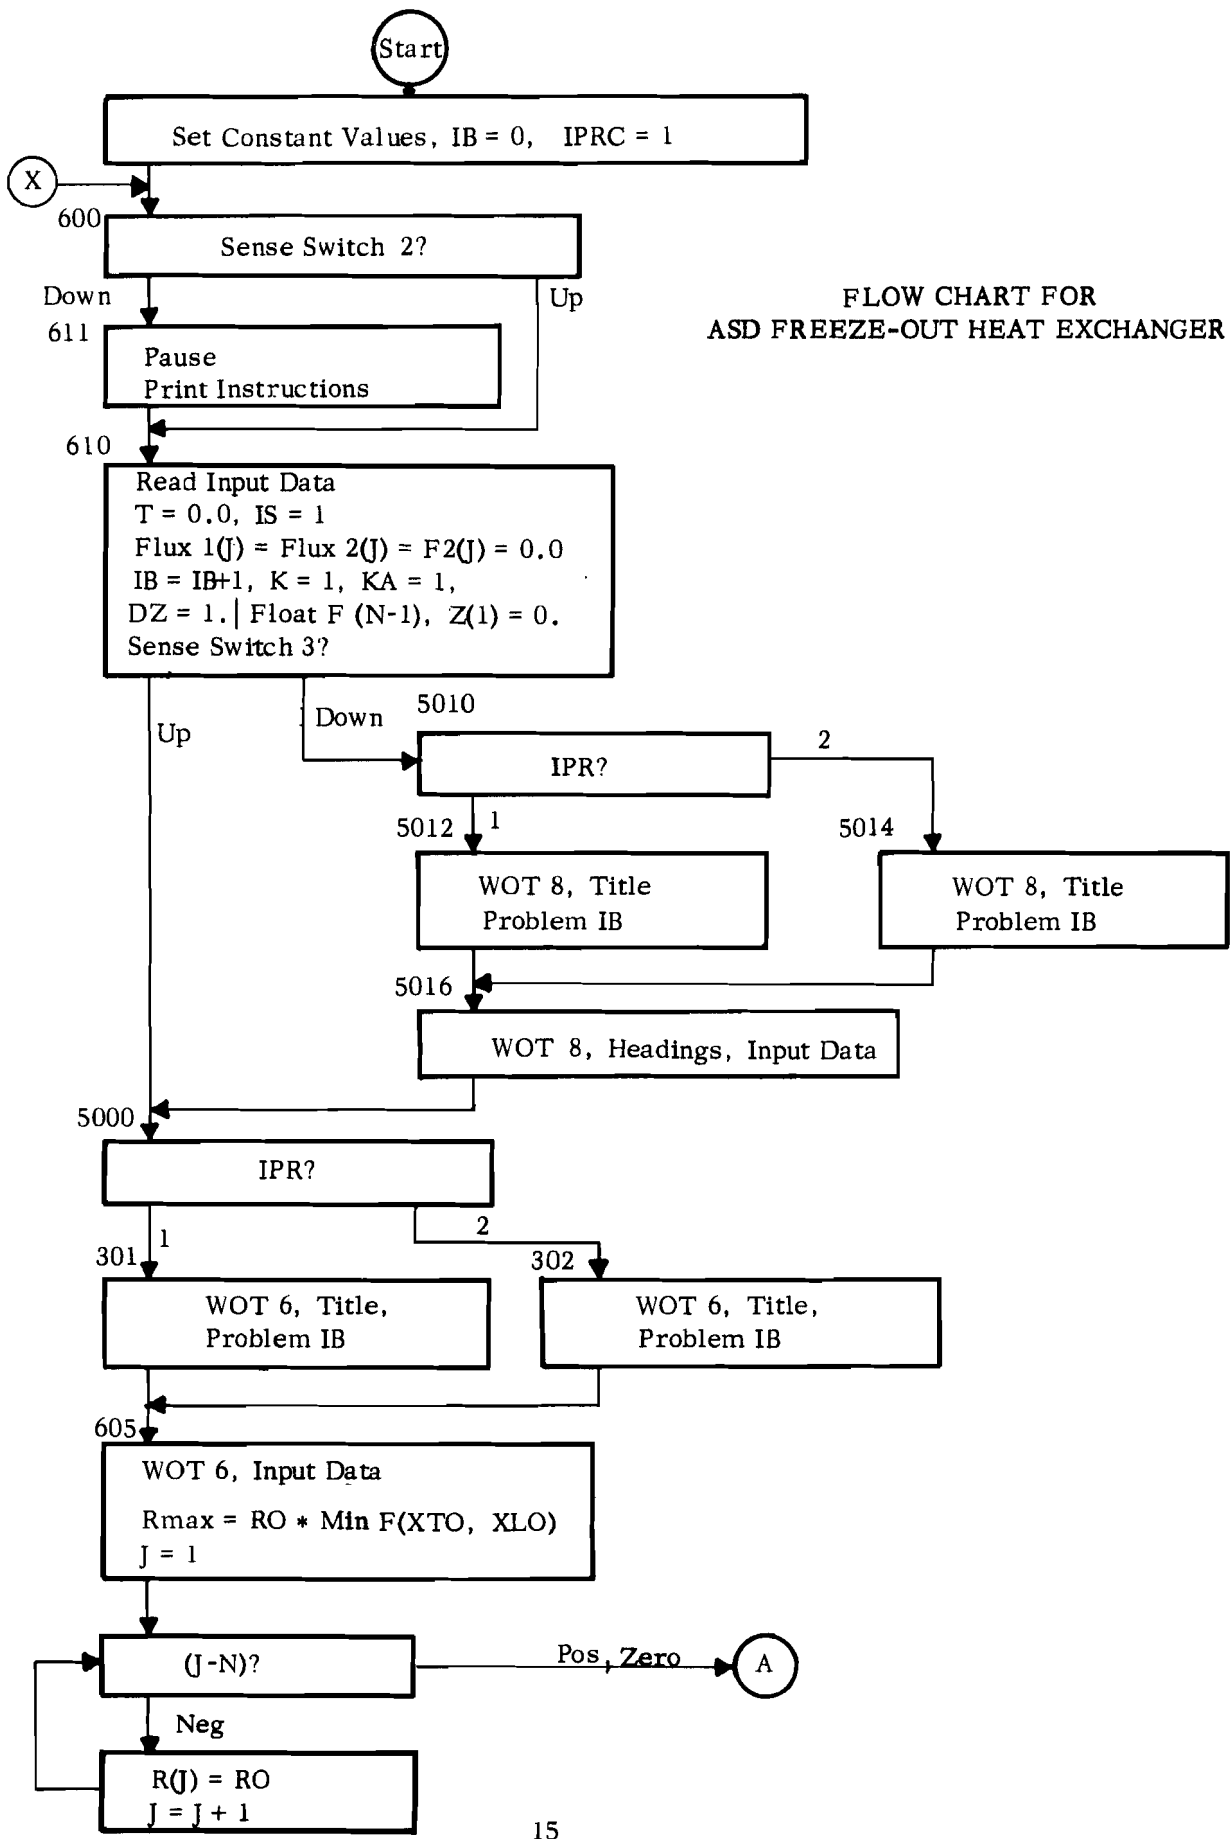 Start
Set Constant Values, IB = 0, IPRC = 1
X
600
Sense Switch 2?
Down
Up
FLOW CHART FOR
ASD FREEZE-OUT HEAT EXCHANGER
611
Pause
Print Instructions
610
Read Input Data
T = 0.0, IS = 1
Flux 1(J) = Flux 2(J) = F2(J) = 0.0
IB = IB+1, K = 1, KA = 1,
DZ = 1.| Float F (N-1), Z(1) = 0.
Sense Switch 3?
Up
Down
5010
IPR?
2
5012
1
5014
WOT 8, Title
Problem IB
WOT 8, Title
Problem IB
5016
WOT 8, Headings, Input Data
5000
IPR?
1
2
301
302
WOT 6, Title,
Problem IB
WOT 6, Title,
Problem IB
605
WOT 6, Input Data
Rmax = RO * Min F(XTO, XLO)
J = 1
(J-N)?
Pos, Zero
A
Neg
R(J) = RO
J = J + 1
15